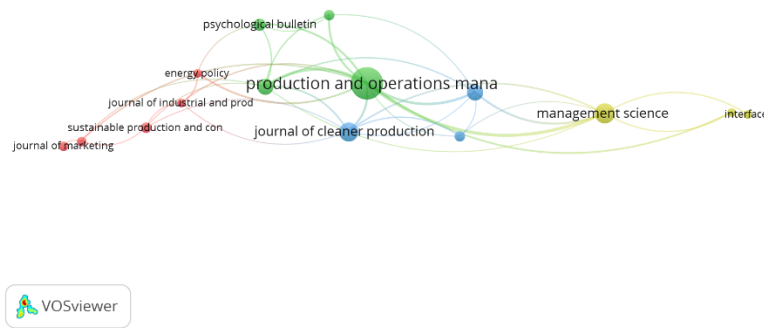 psychological bulletin
energy policy
production and operations mana
journal of industrial and prod
management science
interface
sustainable production and con
journal of cleaner production
journal of marketing
VOSviewer